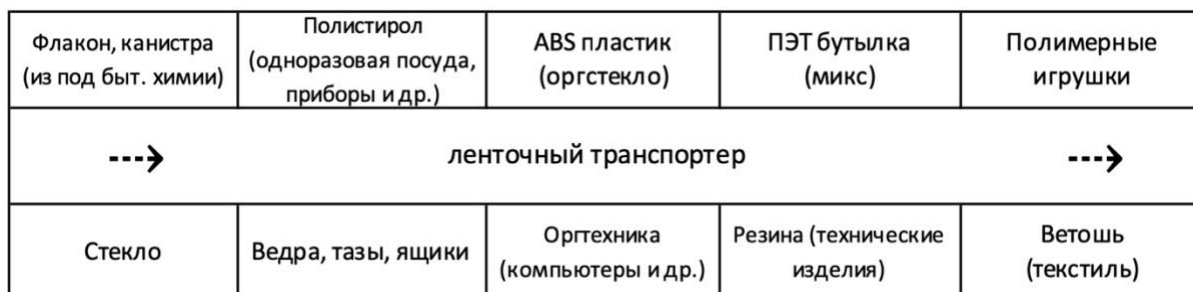 Флакон, канистра
(из под быт. химии)
Полистирол
(одноразовая посуда,
приборы и др.)
ABS пластик
(оргстекло)
ПЭТ бутылка
(микс)
Полимерные
игрушки
ленточный транспортер
Стекло
Ведра, тазы, ящики
Оргтехника
(компьютеры и др.)
Резина (технические
изделия)
Ветошь
(текстиль)